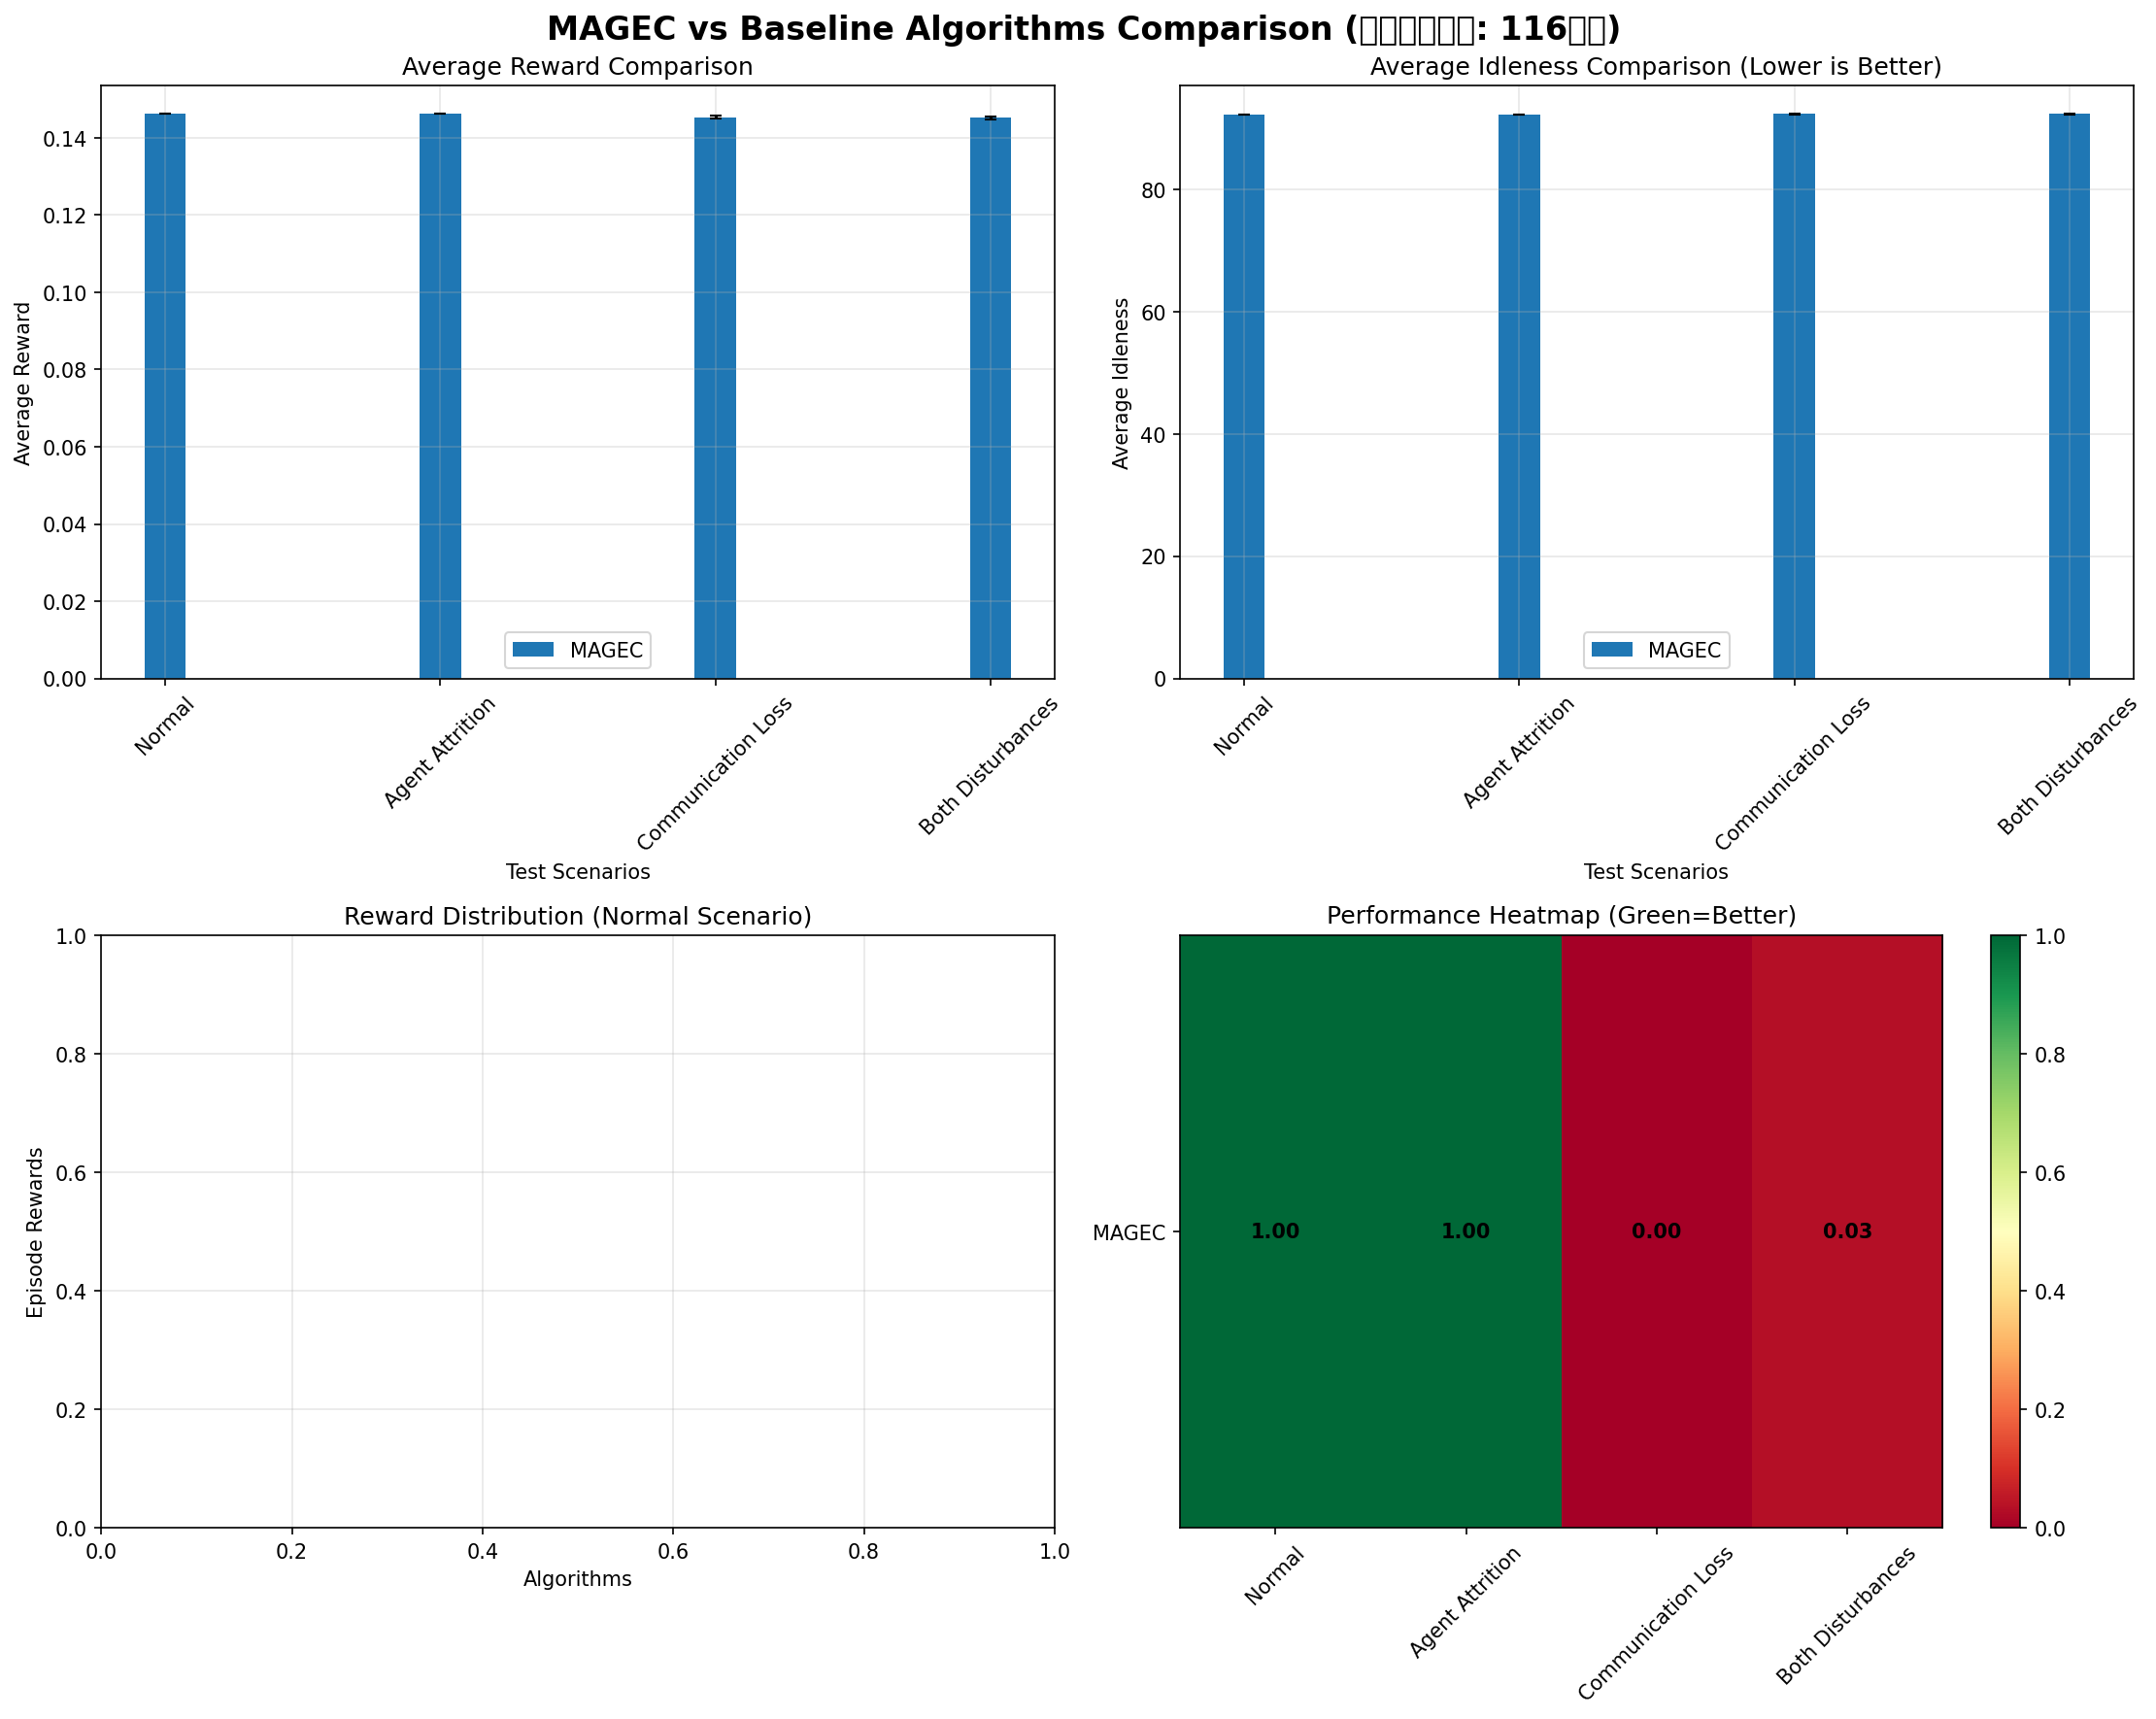 MAGEC vs Baseline Algorithms Comparison (: 116)
Average Reward Comparison
Average Reward
0.14
0.12
0.10
0.08
0.06
0.04
0.02
0.00
MAGEC
Normal
Agent Attrition
Communication Loss
Both Disturbances
Test Scenarios
Average Idleness Comparison (Lower is Better)
Average Idleness
80
60
40
20
0
MAGEC
Normal
Agent Attrition
Communication Loss
Both Disturbances
Test Scenarios
Reward Distribution (Normal Scenario)
Episode Rewards
1.0
0.8
0.6
0.4
0.2
0.0
0.0 0.2 0.4 0.6 0.8 1.0
Algorithms
Performance Heatmap (Green=Better)
MAGEC
1.00 1.00 0.00 0.03
Normal
Agent Attrition
Communication Loss
Both Disturbances
1.0
0.8
0.6
0.4
0.2
0.0